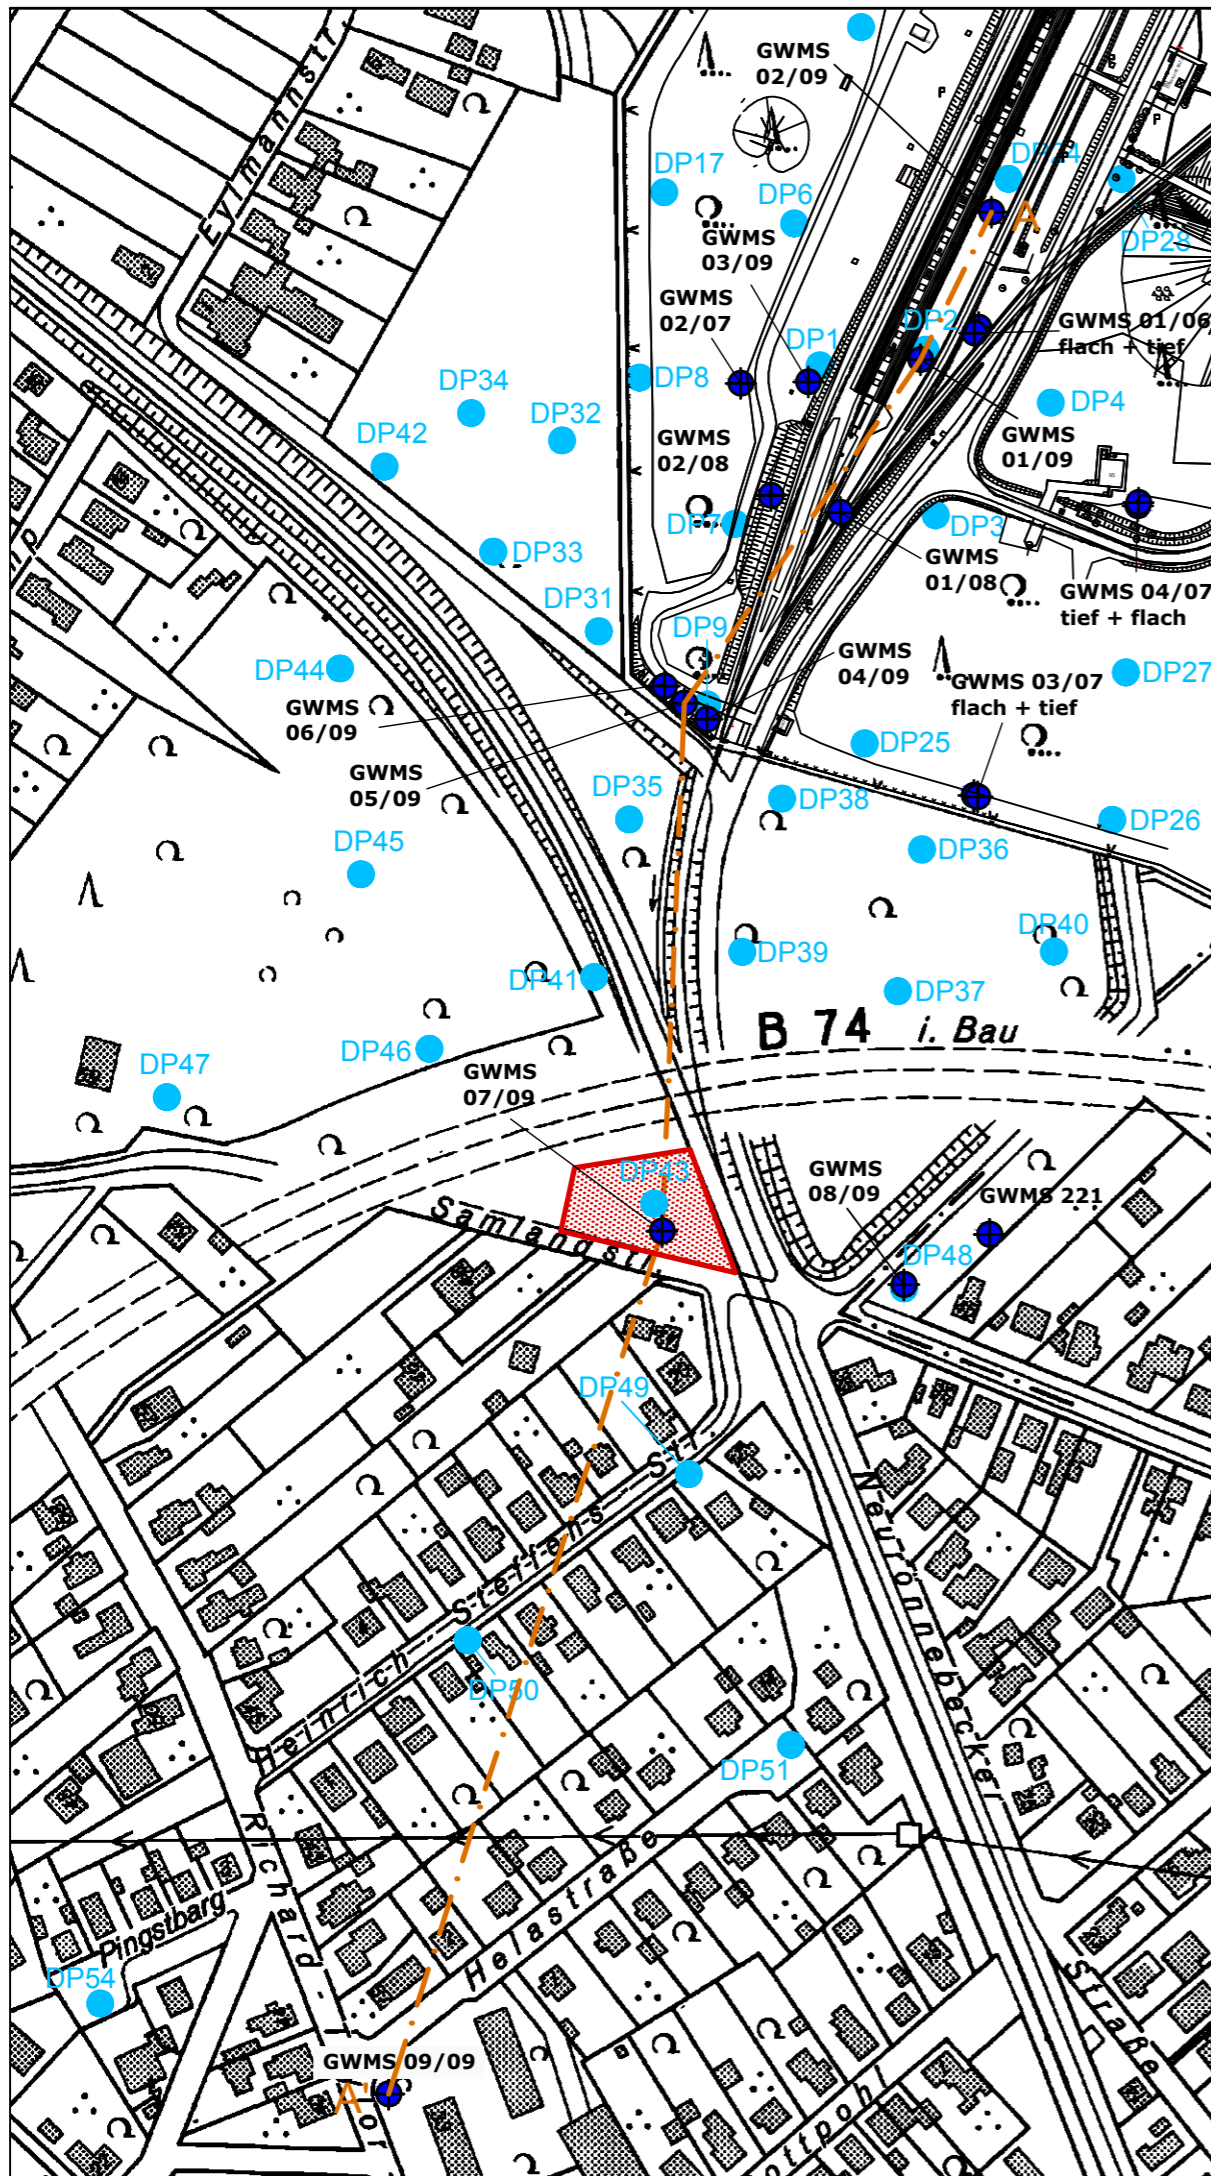 Eylmannstr.
GWMS
02/09
DP17
DP6
DP24
A
DP28
GWMS
03/09
GWMS
02/07
DP1
DP2
GWMS 01/06
flach + tief
DP8
DP4
DP34
DP32
DP42
GWMS
02/08
GWMS
01/09
DP7
DP3
DP33
GWMS
01/08
GWMS 04/07
tief + flach
DP31
DP9
DP44
GWMS
04/09
DP27
GWMS
06/09
GWMS 03/07
flach + tief
DP25
GWMS
05/09
DP35
DP38
DP26
DP36
DP45
DP39
DP40
DP41
DP37
B 74 i. Bau
DP46
DP47
GWMS
07/09
DP43
GWMS
08/09
GWMS 221
Samlandstr.
DP48
DP49
Heinrich-Steffens-St
Neurönnebecker
DP50
DP51
Helastraße
Richard-
Pingstbarg
DP54
Straße
GWMS 09/09
A'